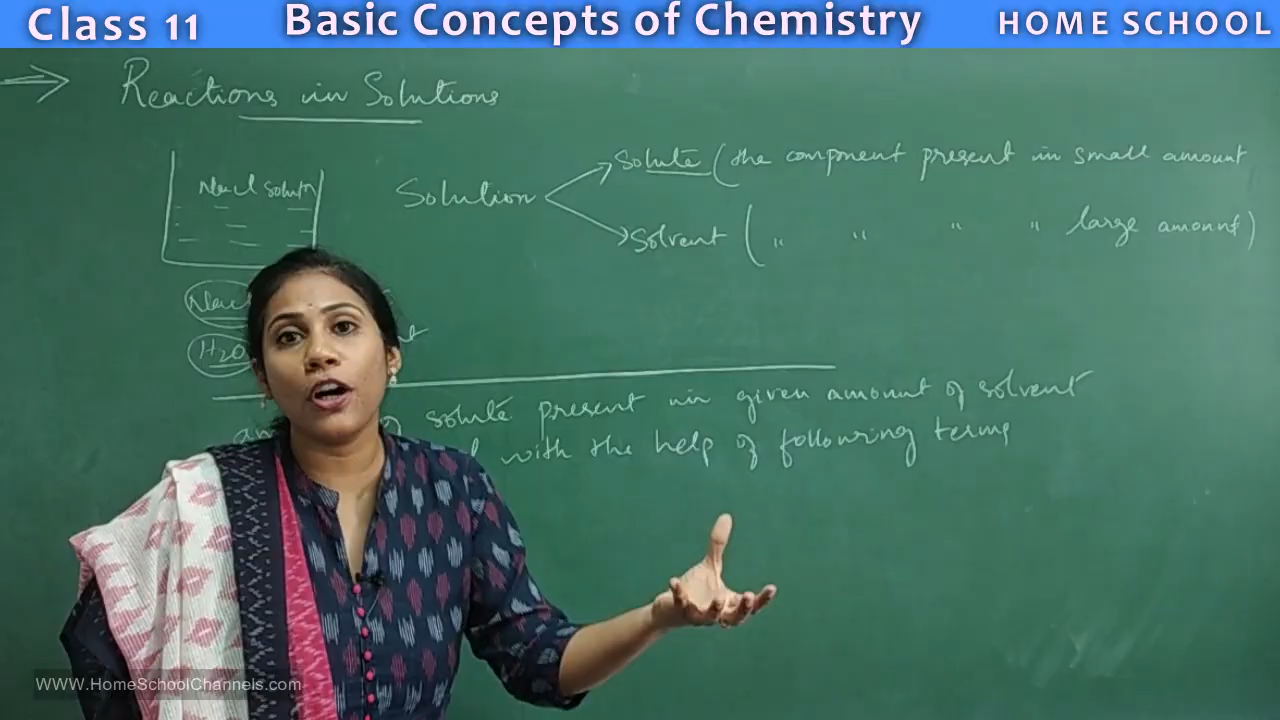 Class 11 Basic Concepts of Chemistry HOME SCHOOL
Reactions in Solutions
Nacl solutn
Solution
Solute (the component present in small amount
Solvent ( " " " " large amount)
Nacl
H2O
of solute present in given amount of solvent
with the help of following terms
WWW.HomeSchoolChannels.com